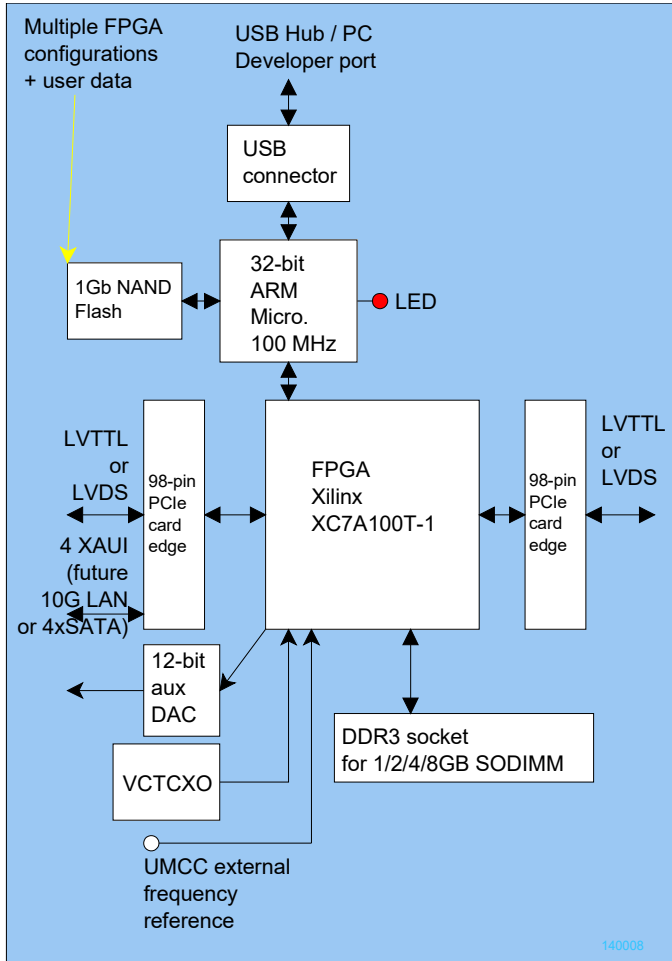 Multiple FPGA
configurations
+ user data
USB Hub / PC
Developer port
USB
connector
1Gb NAND
Flash
32-bit
ARM
Micro.
100 MHz
LED
LVTTL
or
LVDS
4 XAUI
(future
10G LAN
or 4xSATA)
98-pin
PCIe
card
edge
FPGA
Xilinx
XC7A100T-1
98-pin
PCIe
card
edge
LVTTL
or
LVDS
12-bit
aux
DAC
DDR3 socket
for 1/2/4/8GB SODIMM
VCTCXO
UMCC external
frequency
reference
140008